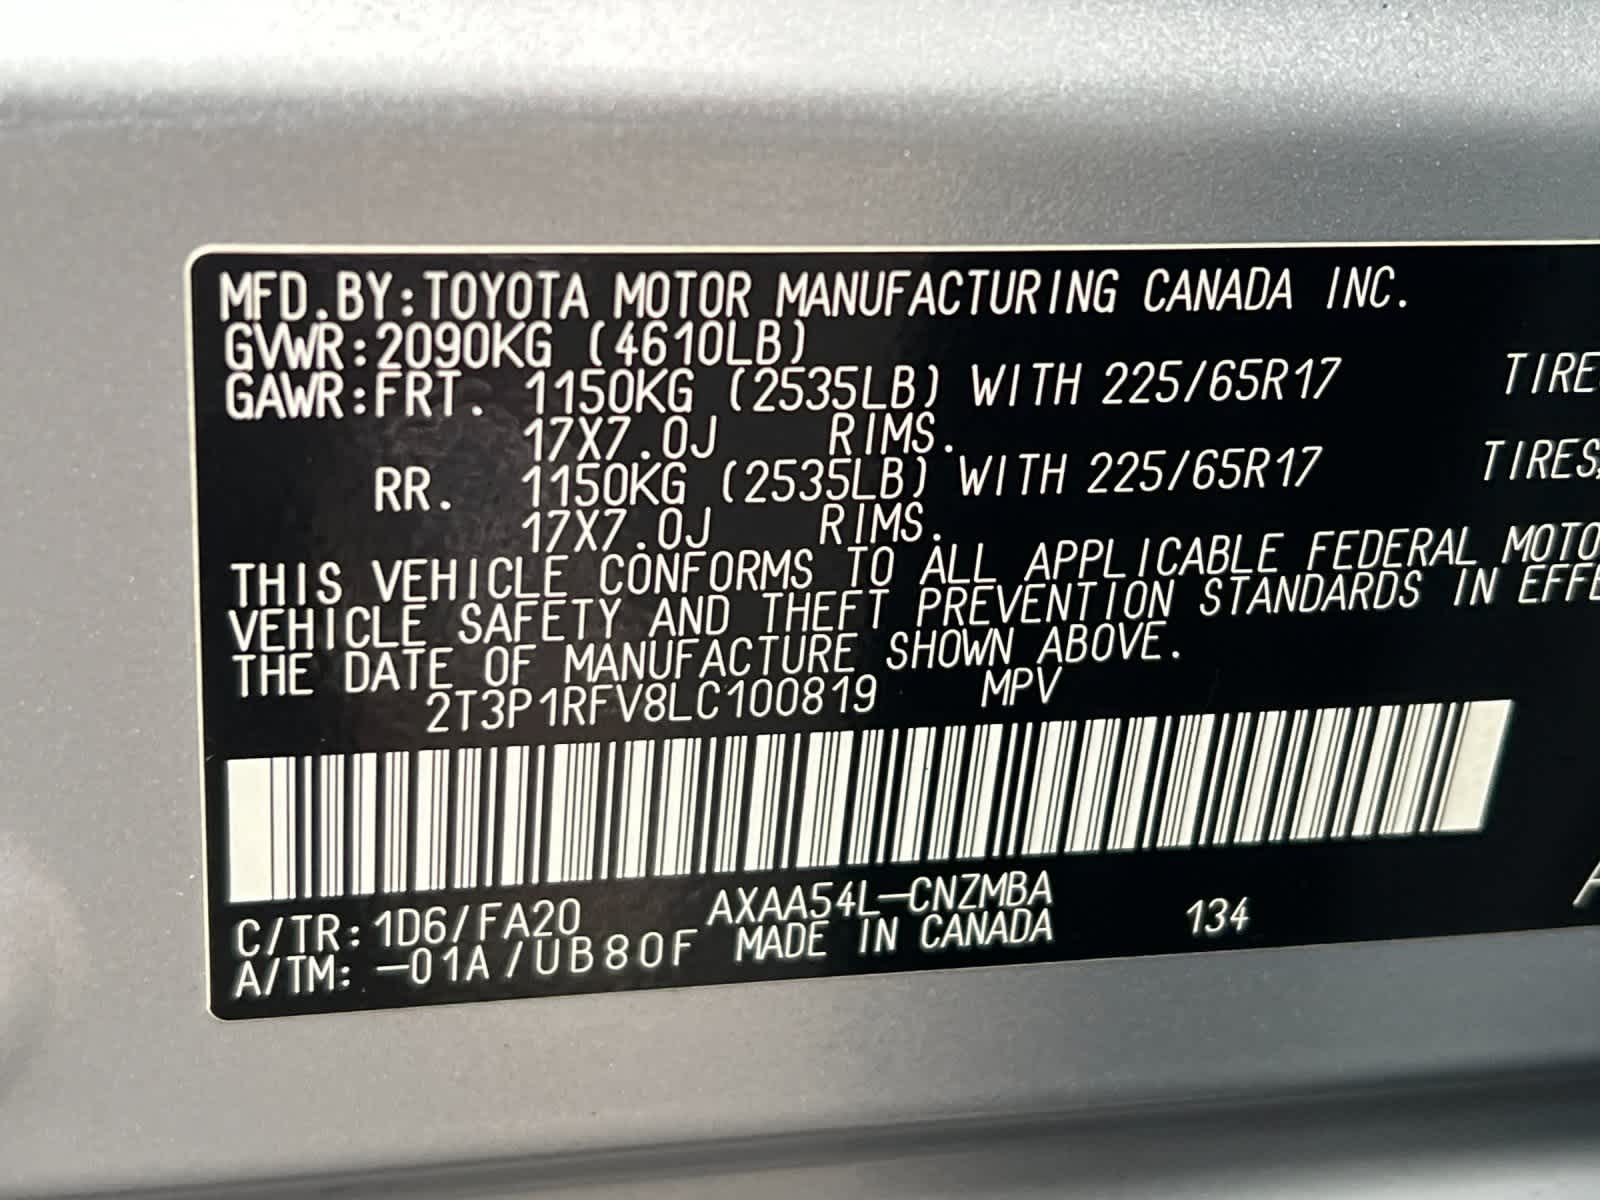 MFD.BY:TOYOTA MOTOR MANUFACTURING CANADA INC.
GVWR:2090KG (4610LB)
GAWR:FRT. 1150KG (2535LB) WITH 225/65R17 TIRE
17X7.0J RIMS.
RR. 1150KG (2535LB) WITH 225/65R17 TIRES,
17X7.0J RIMS.
THIS VEHICLE CONFORMS TO ALL APPLICABLE FEDERAL MOTO
VEHICLE SAFETY AND THEFT PREVENTION STANDARDS IN EFFE
THE DATE OF MANUFACTURE SHOWN ABOVE.
2T3P1RFV8LC100819 MPV
C/TR:1D6/FA20 AXAA54L-CNZMBA 134
A/TM:-01A/UB80F MADE IN CANADA